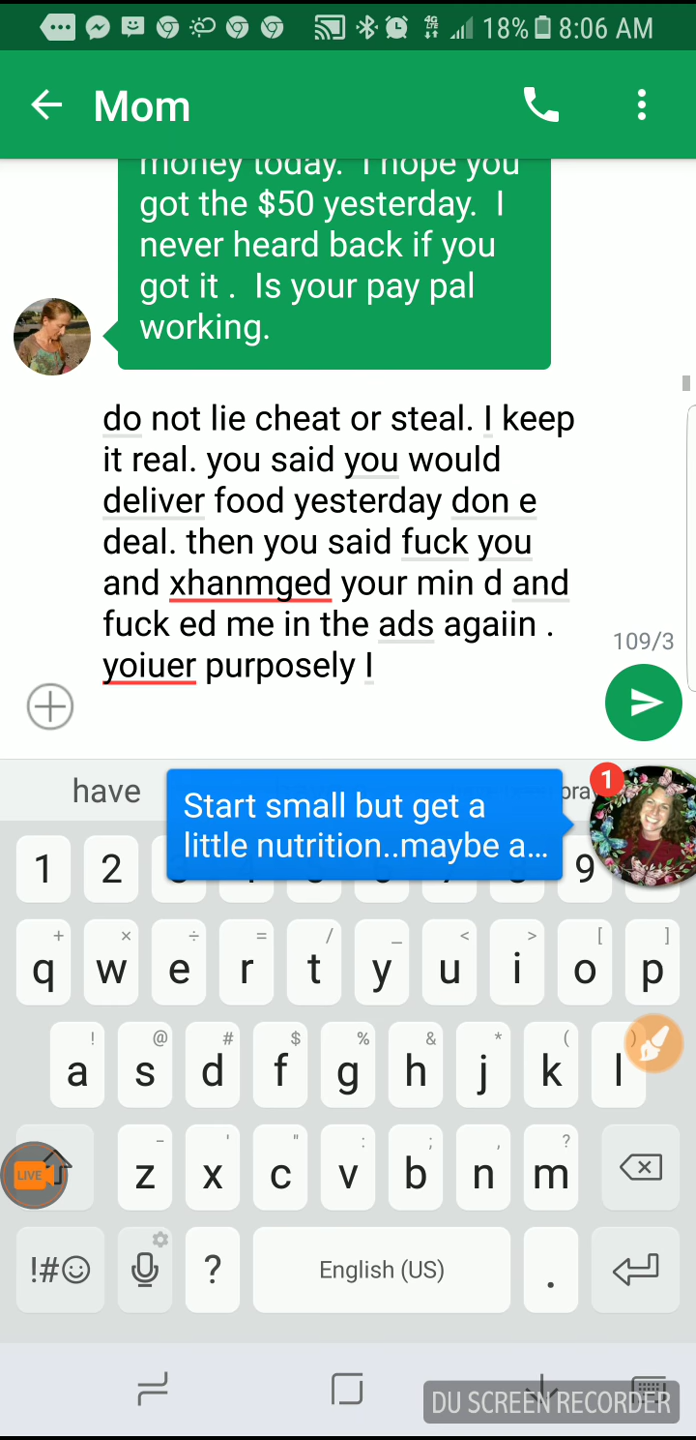 18% 8:06 AM
Mom
money today. I hope you
got the $50 yesterday. I
never heard back if you
got it . Is your pay pal
working.
do not lie cheat or steal. I keep
it real. you said you would
deliver food yesterday don e
deal. then you said fuck you
and xhanmged your min d and
fuck ed me in the ads agaiin .
yoiuer purposely I
109/3
have
Start small but get a
little nutrition..maybe a...
1
1 2 9
+ × ÷ = / _ < > [ ]
q w e r t y u i o p
! @ # $ % & * ( )
a s d f g h j k l
LIVE
- ' " : ; , ?
z x c v b n m
!#☺ ? English (US) .
DU SCREEN RECORDER